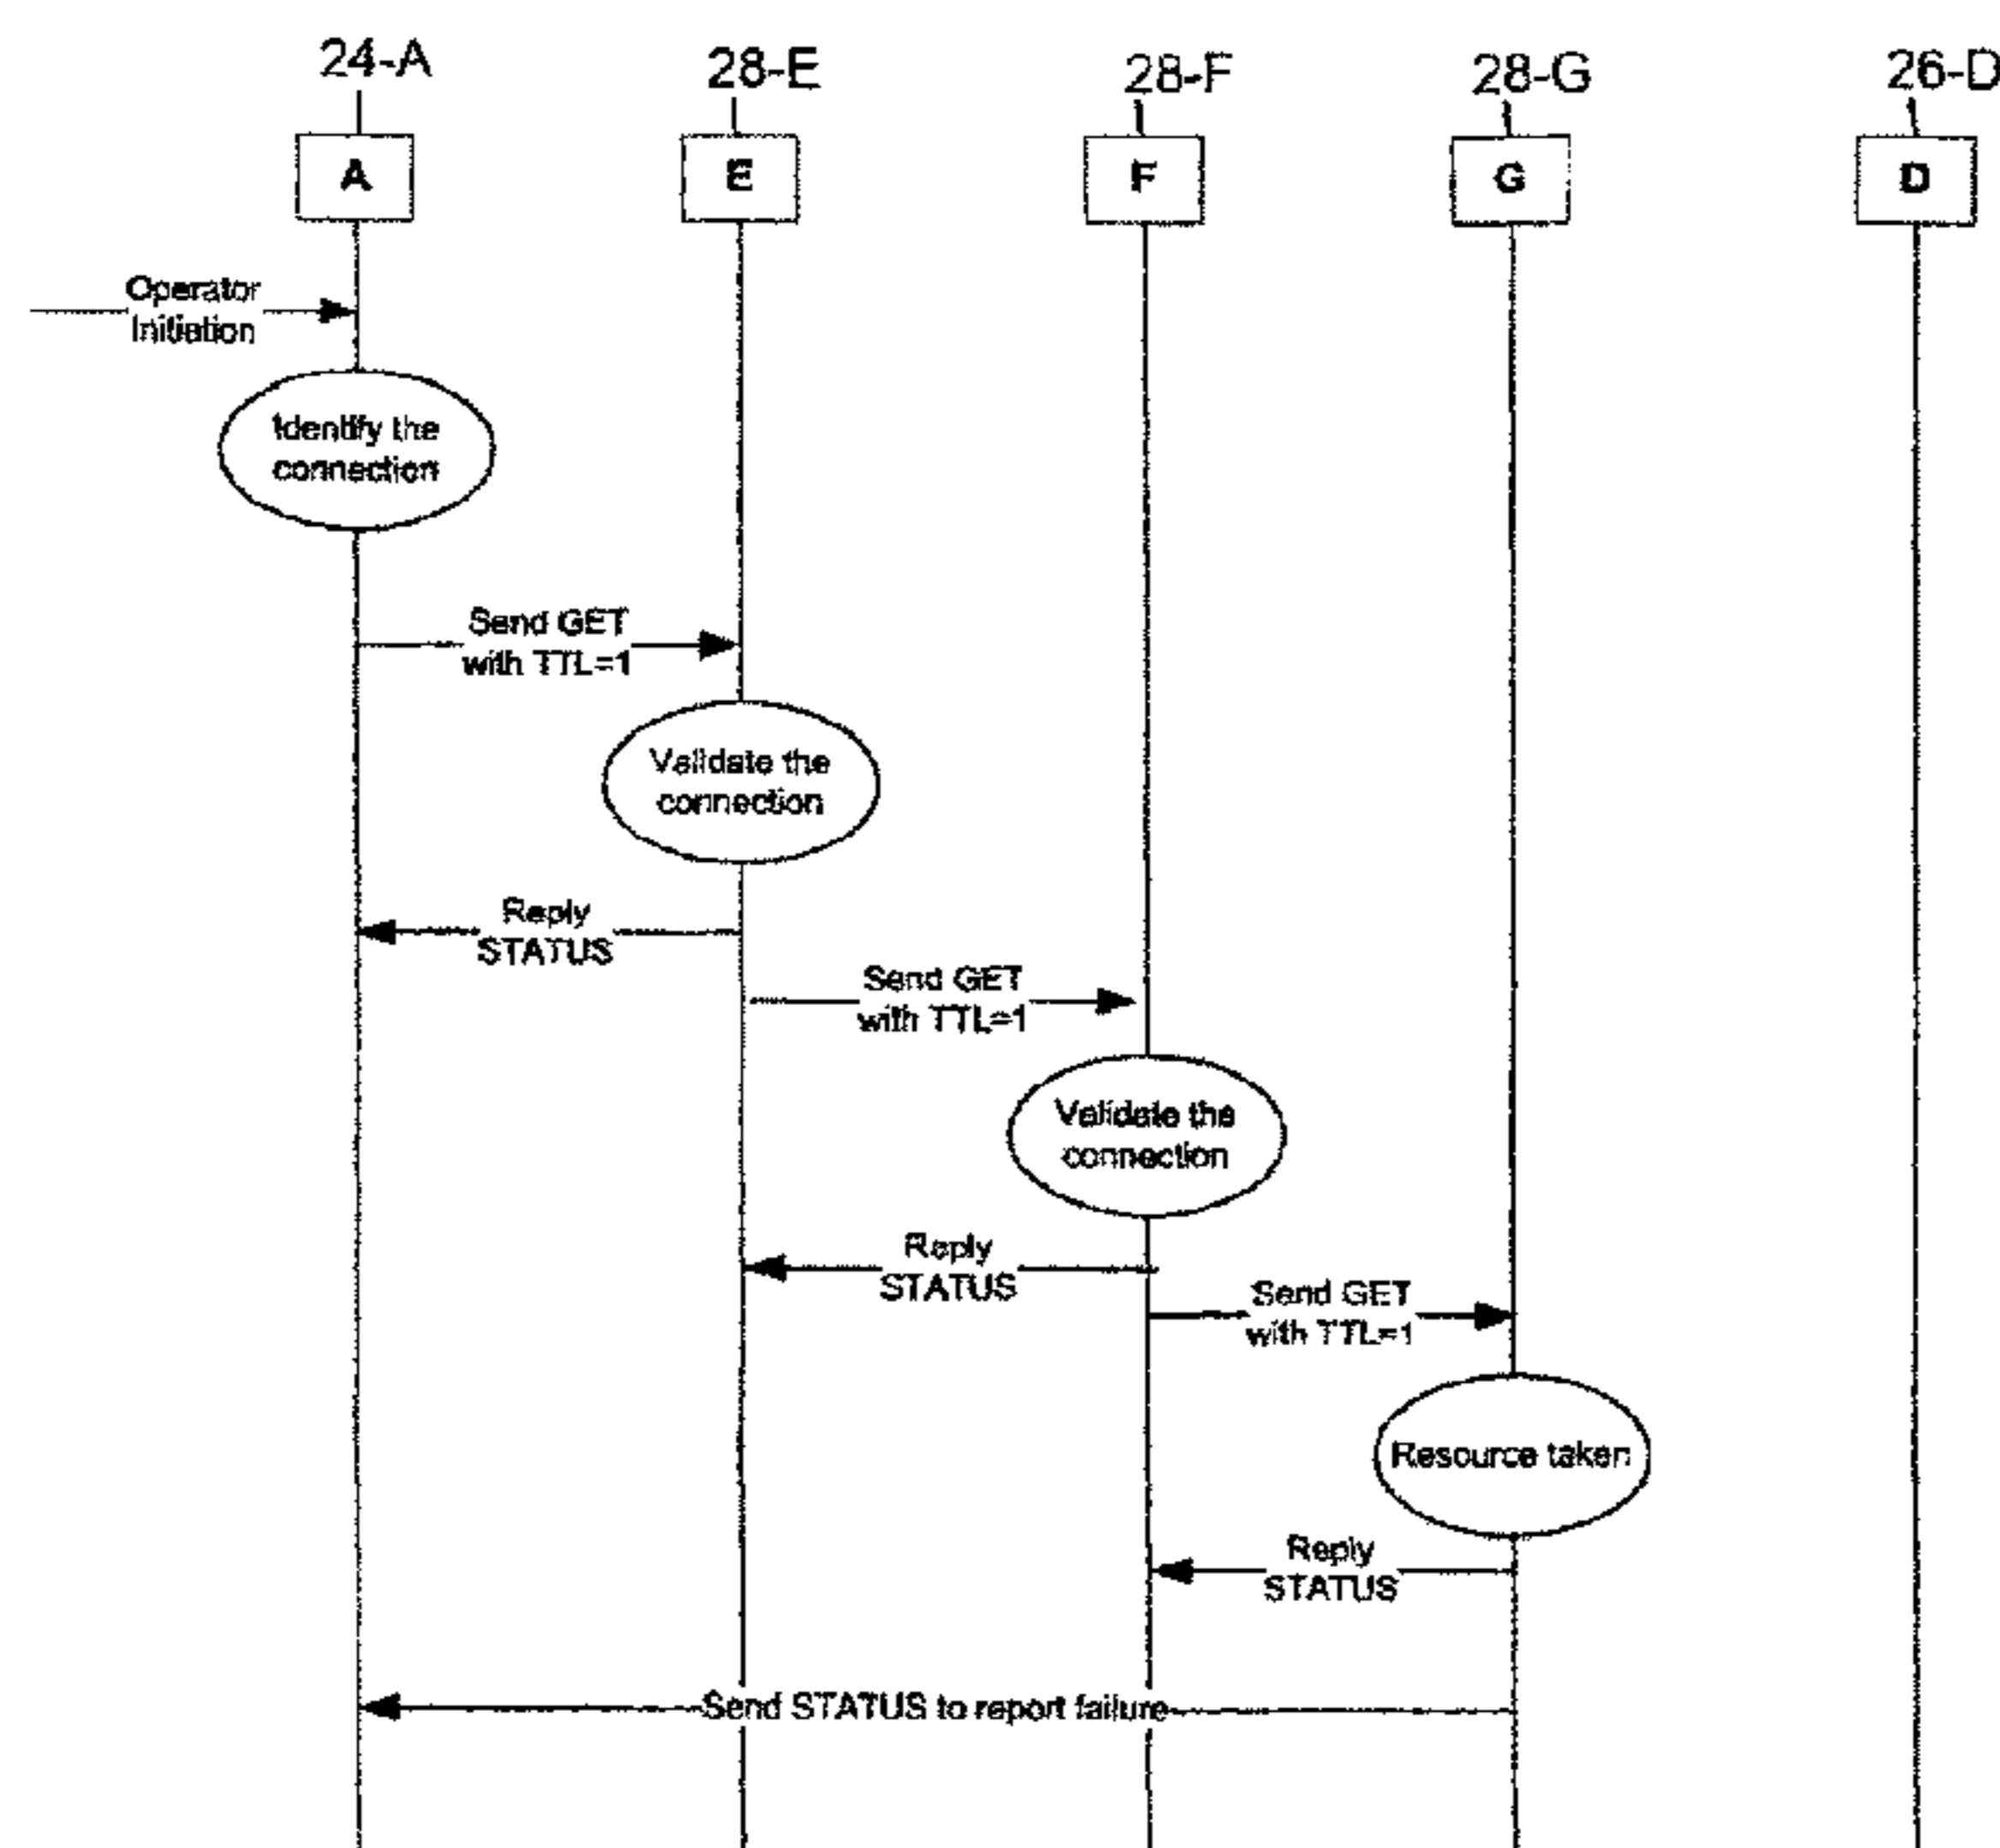 24-A
28-E
28-F
28-G
26-D
A
E
F
G
D
Operator
Initiation
Identify the
connection
Send GET
with TTL=1
Validate the
connection
Reply
STATUS
Send GET
with TTL=1
Validate the
connection
Reply
STATUS
Send GET
with TTL=1
Resource taken
Reply
STATUS
Send STATUS to report failure